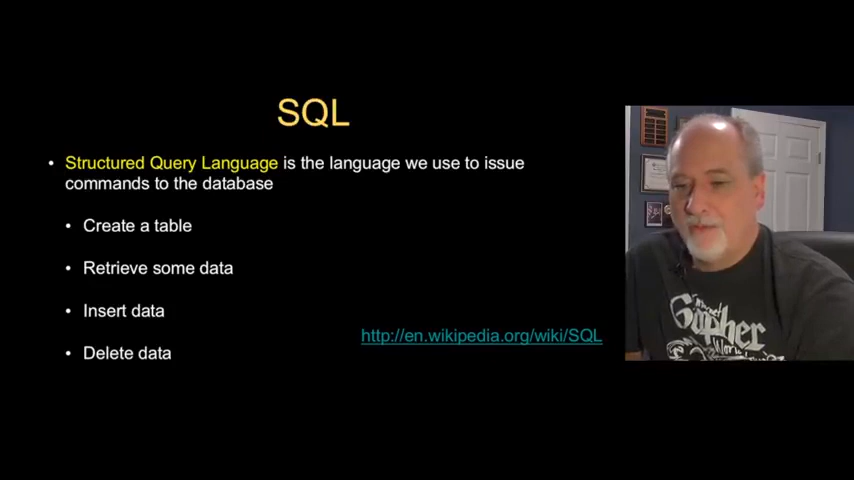 SQL
• Structured Query Language is the language we use to issue
commands to the database
• Create a table
• Retrieve some data
• Insert data
• Delete data
http://en.wikipedia.org/wiki/SQL
Gopher